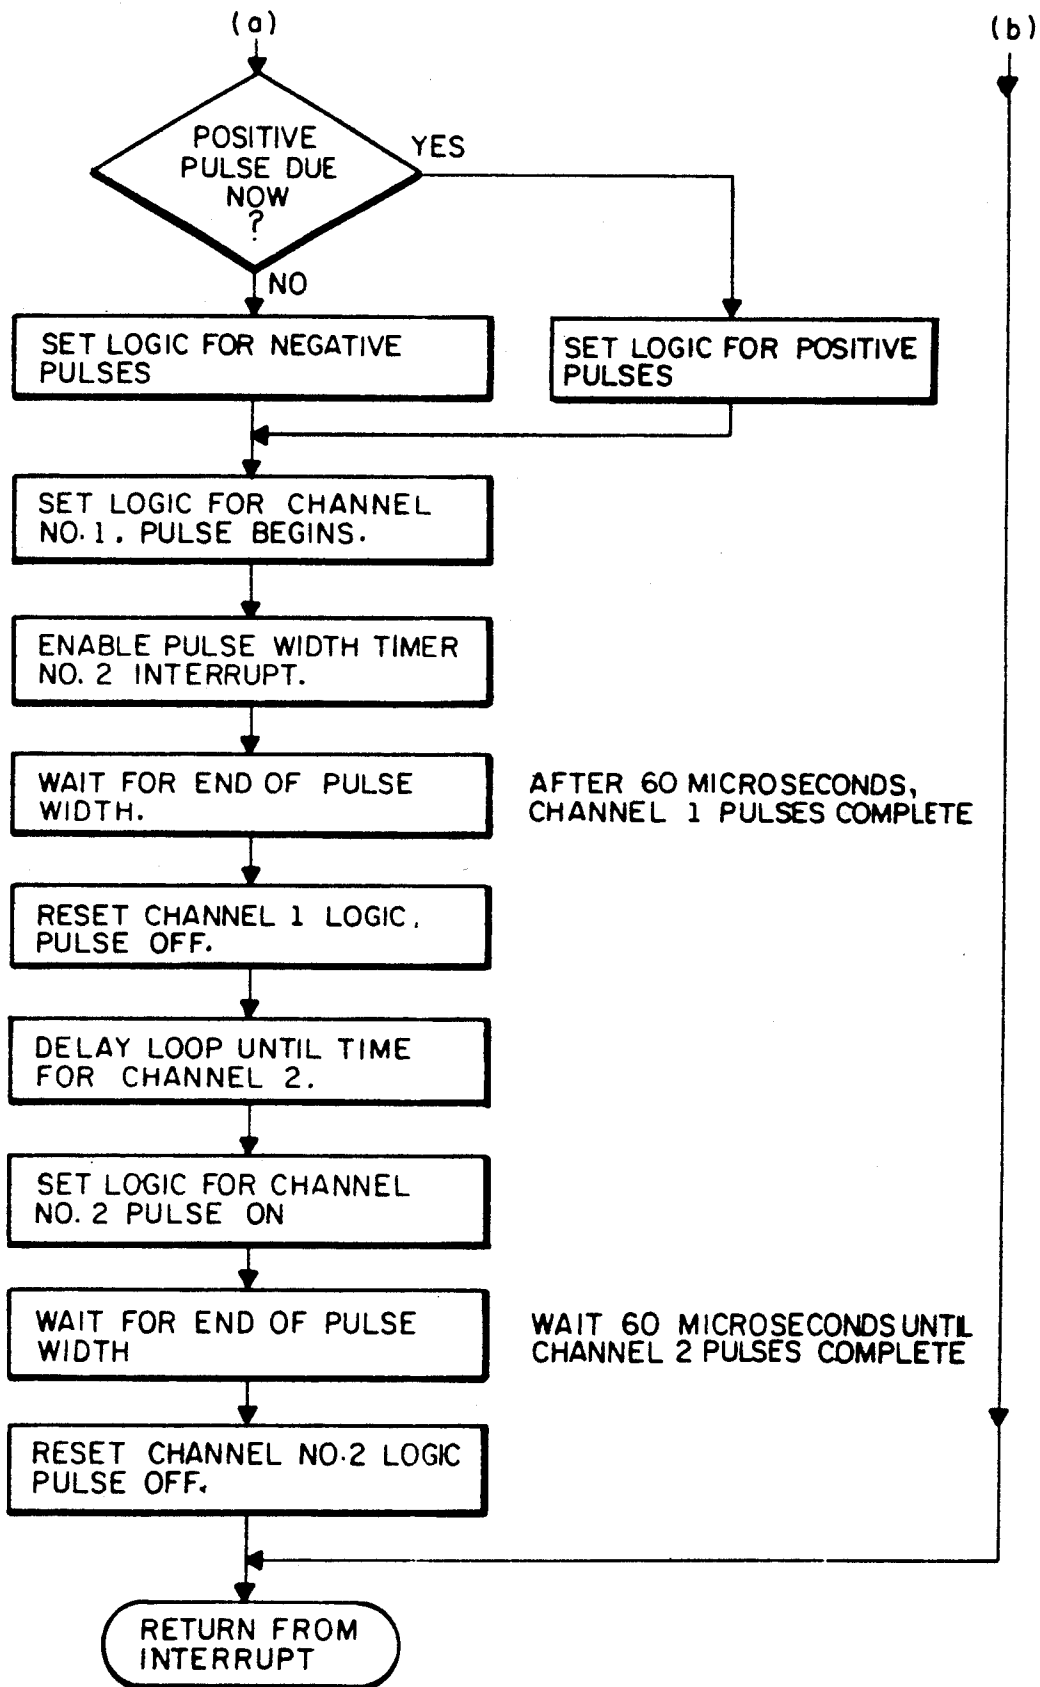 (a)
(b)
POSITIVE
PULSE DUE
NOW
?
YES
NO
SET LOGIC FOR NEGATIVE
PULSES
SET LOGIC FOR POSITIVE
PULSES
SET LOGIC FOR CHANNEL
NO. 1. PULSE BEGINS.
ENABLE PULSE WIDTH TIMER
NO. 2 INTERRUPT.
WAIT FOR END OF PULSE
WIDTH.
AFTER 60 MICROSECONDS,
CHANNEL 1 PULSES COMPLETE
RESET CHANNEL 1 LOGIC,
PULSE OFF.
DELAY LOOP UNTIL TIME
FOR CHANNEL 2.
SET LOGIC FOR CHANNEL
NO. 2 PULSE ON
WAIT FOR END OF PULSE
WIDTH
WAIT 60 MICROSECONDS UNTIL
CHANNEL 2 PULSES COMPLETE
RESET CHANNEL NO.2 LOGIC
PULSE OFF.
RETURN FROM
INTERRUPT